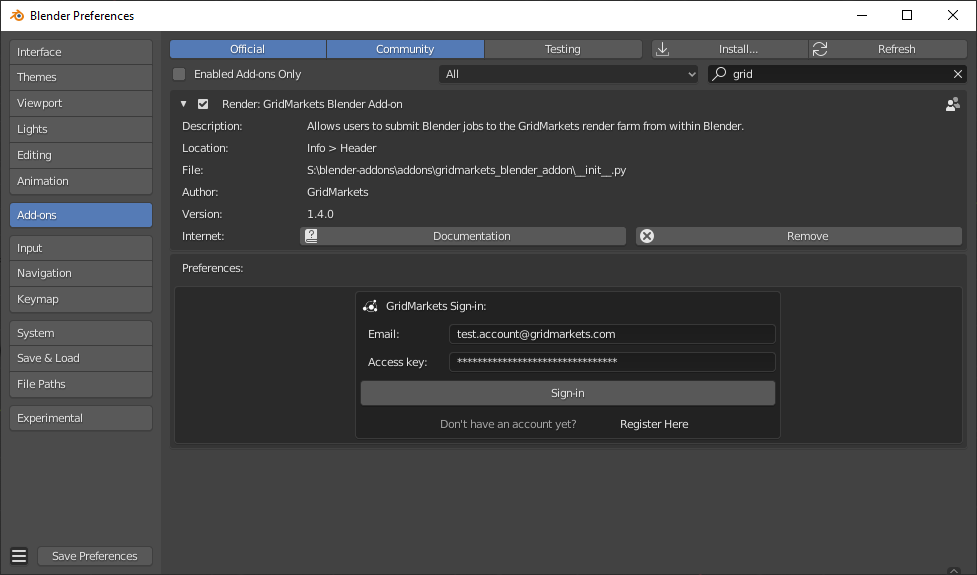 Blender Preferences
Interface
Themes
Viewport
Lights
Editing
Animation
Add-ons
Input
Navigation
Keymap
System
Save & Load
File Paths
Experimental
Save Preferences
Official Community Testing Install... Refresh
Enabled Add-ons Only All grid
Render: GridMarkets Blender Add-on
Description: Allows users to submit Blender jobs to the GridMarkets render farm from within Blender.
Location: Info > Header
File: S:\blender-addons\addons\gridmarkets_blender_addon\__init__.py
Author: GridMarkets
Version: 1.4.0
Internet: Documentation Remove
Preferences:
GridMarkets Sign-in:
Email: test.account@gridmarkets.com
Access key: ********************************
Sign-in
Don't have an account yet? Register Here